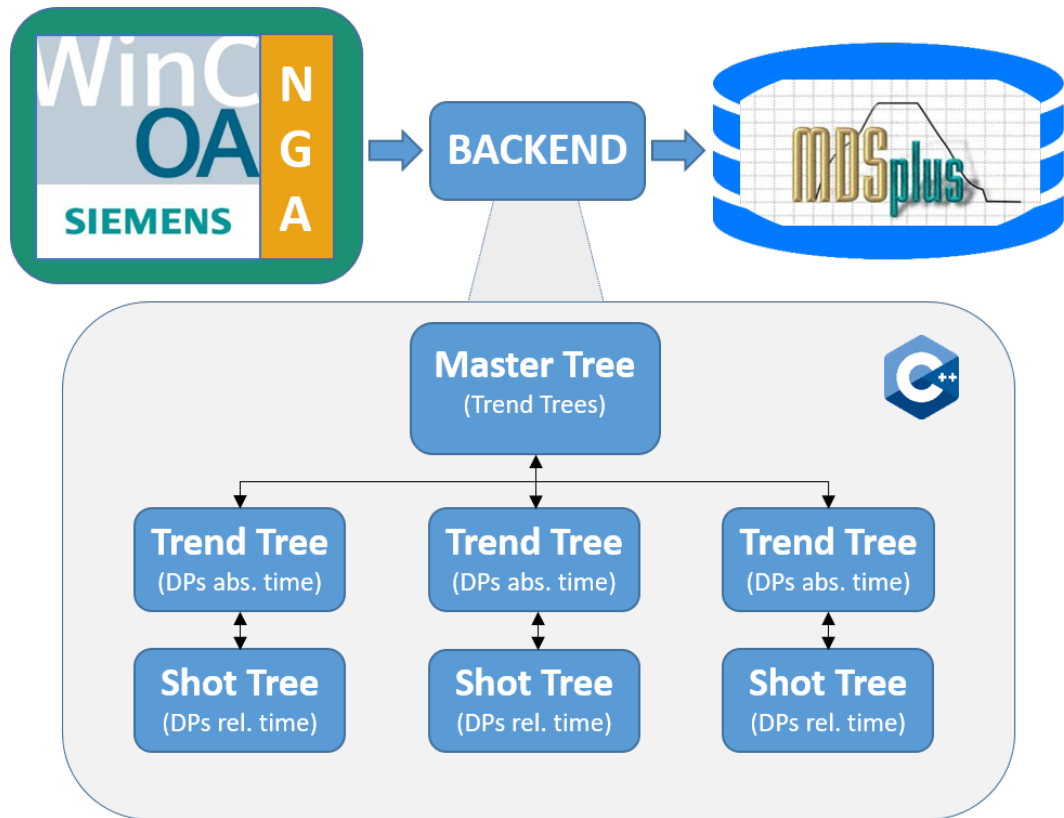 WinC
OA
SIEMENS
N
G
A
BACKEND
MDSplus
Master Tree
(Trend Trees)
C++
Trend Tree
(DPs abs. time)
Trend Tree
(DPs abs. time)
Trend Tree
(DPs abs. time)
Shot Tree
(DPs rel. time)
Shot Tree
(DPs rel. time)
Shot Tree
(DPs rel. time)